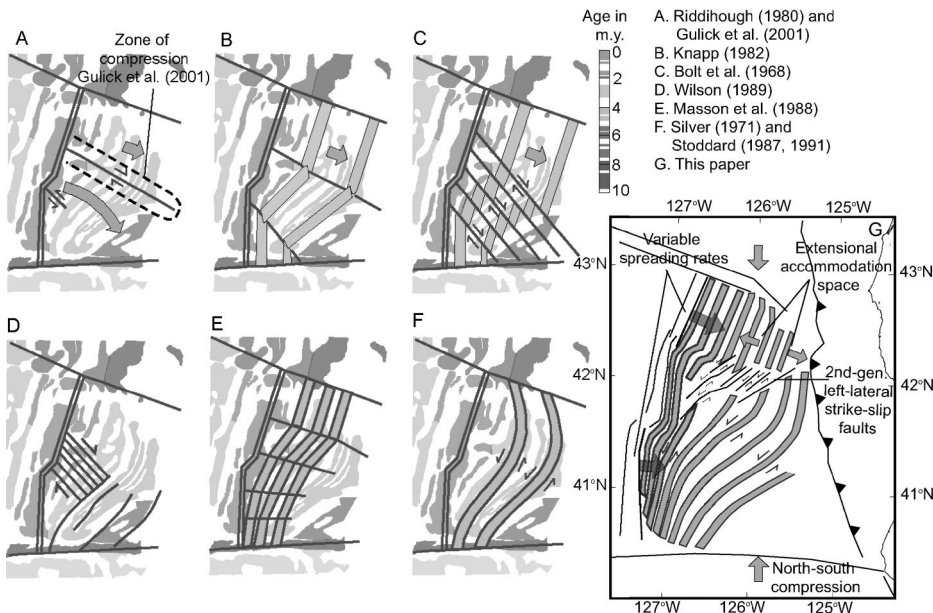 A
Zone of
compression
Gulick et al. (2001)
B
C
Age in
m.y.
0
2
4
6
8
10
A. Riddihough (1980) and
Gulick et al. (2001)
B. Knapp (1982)
C. Bolt et al. (1968)
D. Wilson (1989)
E. Masson et al. (1988)
F. Silver (1971) and
Stoddard (1987, 1991)
G. This paper
D
E
F
127°W 126°W 125°W
G
Variable
spreading rates
Extensional
accommodation
space
43°N 43°N
42°N 42°N
2nd-gen.
left-lateral
strike-slip
faults
41°N 41°N
North-south
compression
127°W 126°W 125°W